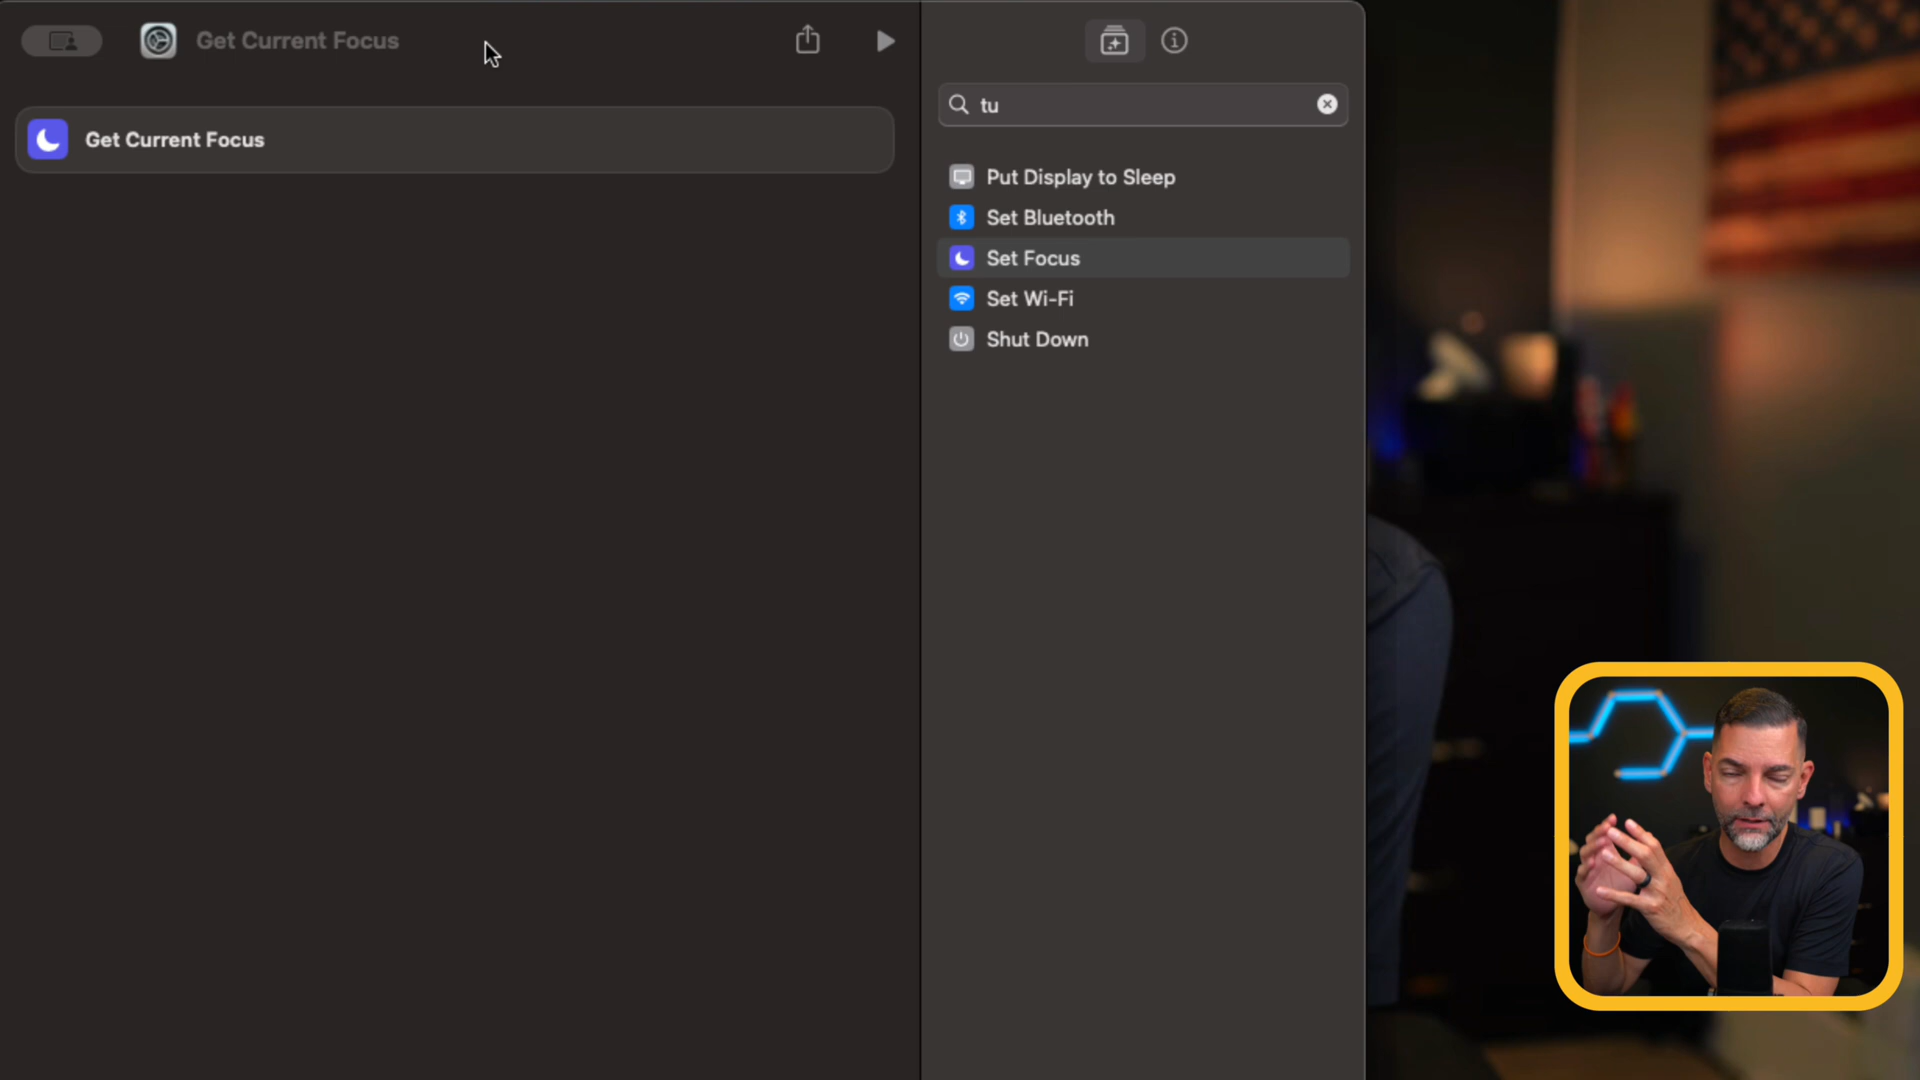 Get Current Focus
Get Current Focus
tu
Put Display to Sleep
Set Bluetooth
Set Focus
Set Wi-Fi
Shut Down